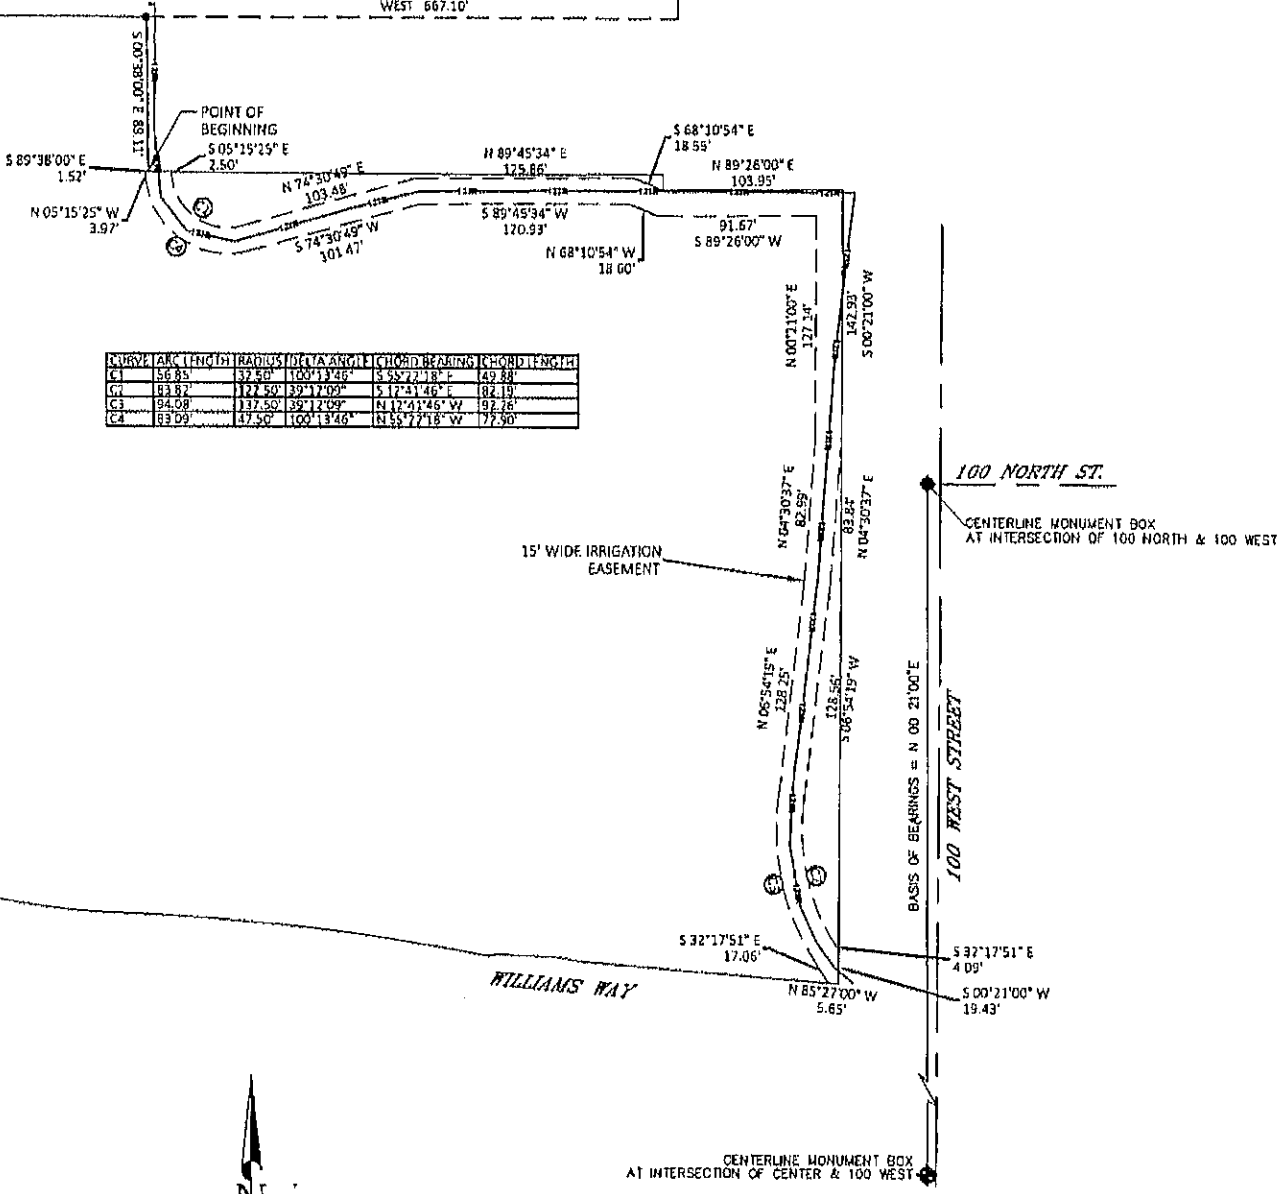 WEST 667.10'
S 00°38'00" E 83.11'
POINT OF
BEGINNING
S 89°38'00" E
1.52'
S 05°15'25" E
2.50'
N 05°15'25" W
3.97'
N 74°30'49" E
103.48'
N 89°45'34" E
125.86'
S 68°10'54" E
18.55'
N 89°26'00" E
103.95'
S 74°30'49" W
101.47'
S 89°45'34" W
120.93'
N 68°10'54" W
18.60'
91.67'
S 89°26'00" W
N 00°21'00" E
127.14'
142.93'
S 00°21'00" W
CURVE ARC LENGTH RADIUS DELTA ANGLE CHORD BEARING CHORD LENGTH
C1 56.85' 32.50' 100°13'46" S 55°22'18" E 49.88'
C2 83.82' 122.50' 39°12'09" S 12°41'46" E 82.19'
C3 94.08' 137.50' 39°12'09" N 12°41'46" W 92.26'
C4 83.09' 47.50' 100°13'46" N 55°22'18" W 72.90'
100 NORTH ST.
CENTERLINE MONUMENT BOX
AT INTERSECTION OF 100 NORTH & 100 WEST
N 04°30'37" E
82.99'
83.84'
N 04°30'37" E
15' WIDE IRRIGATION
EASEMENT
N 06°54'19" E
128.25'
128.56'
S 06°54'19" W
BASIS OF BEARINGS = N 00 21'00"E
100 WEST STREET
C3
S 32°17'51" E
17.06'
S 32°17'51" E
4.09'
N 85°27'00" W
5.65'
S 00°21'00" W
19.43'
WILLIAMS WAY
CENTERLINE MONUMENT BOX
AT INTERSECTION OF CENTER & 100 WEST